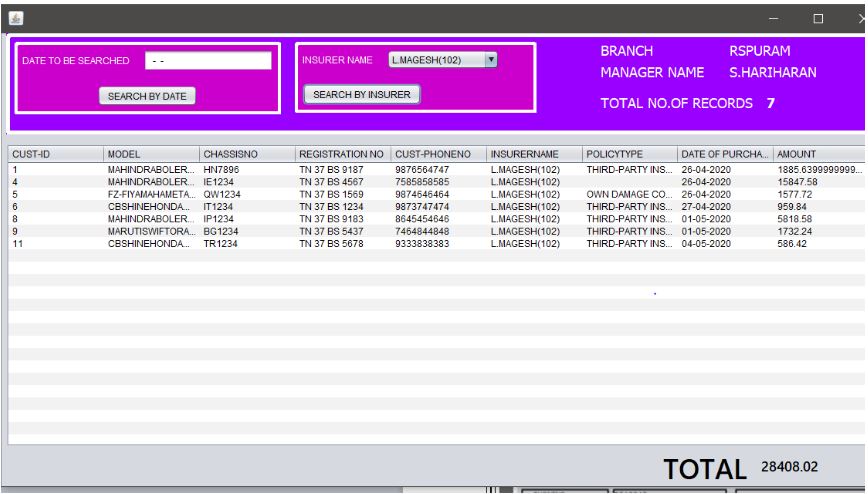 BRANCH RSPURAM
DATE TO BE SEARCHED - - INSURER NAME L.MAGESH(102)
MANAGER NAME S.HARIHARAN
SEARCH BY DATE SEARCH BY INSURER
TOTAL NO.OF RECORDS 7
CUST-ID MODEL CHASSISNO REGISTRATION NO CUST-PHONENO INSURERNAME POLICYTYPE DATE OF PURCHA... AMOUNT
1 MAHINDRABOLER... HN7896 TN 37 BS 9187 9876564747 L.MAGESH(102) THIRD-PARTY INS... 26-04-2020 1885.6399999999...
4 MAHINDRABOLER... IE1234 TN 37 BS 4567 7585858585 L.MAGESH(102) 26-04-2020 15847.58
5 FZ-FIYAMAHAMETA... QW1234 TN 37 BS 1569 9874646464 L.MAGESH(102) OWN DAMAGE CO... 26-04-2020 1577.72
6 CBSHINEHONDA... IT1234 TN 37 BS 1234 9873747474 L.MAGESH(102) THIRD-PARTY INS... 27-04-2020 959.84
8 MAHINDRABOLER... IP1234 TN 37 BS 9183 8645454646 L.MAGESH(102) THIRD-PARTY INS... 01-05-2020 5818.58
9 MARUTISWIFTORA... BG1234 TN 37 BS 5437 7464844848 L.MAGESH(102) THIRD-PARTY INS... 01-05-2020 1732.24
11 CBSHINEHONDA... TR1234 TN 37 BS 5678 9333838383 L.MAGESH(102) THIRD-PARTY INS... 04-05-2020 586.42
TOTAL 28408.02